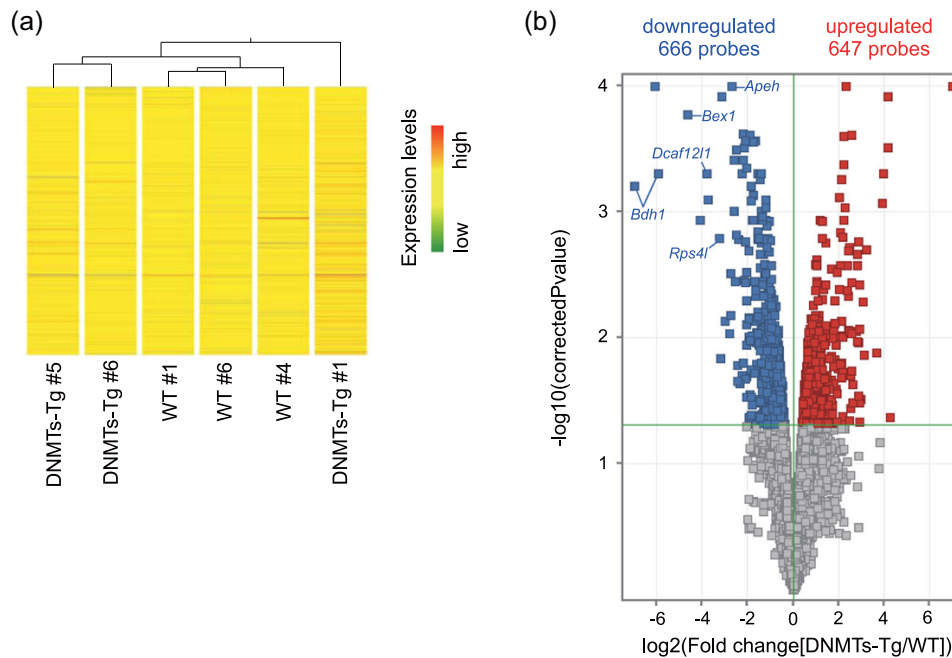 (a)
Expression levels
high
low
DNMTs-Tg #5
DNMTs-Tg #6
WT #1
WT #6
WT #4
DNMTs-Tg #1
(b)
downregulated
666 probes
upregulated
647 probes
-log10(correctedPvalue)
4
3
2
1
Apeh
Bex1
Dcaf12l1
Bdh1
Rps4l
-6
-4
-2
0
2
4
6
log2(Fold change[DNMTs-Tg/WT])